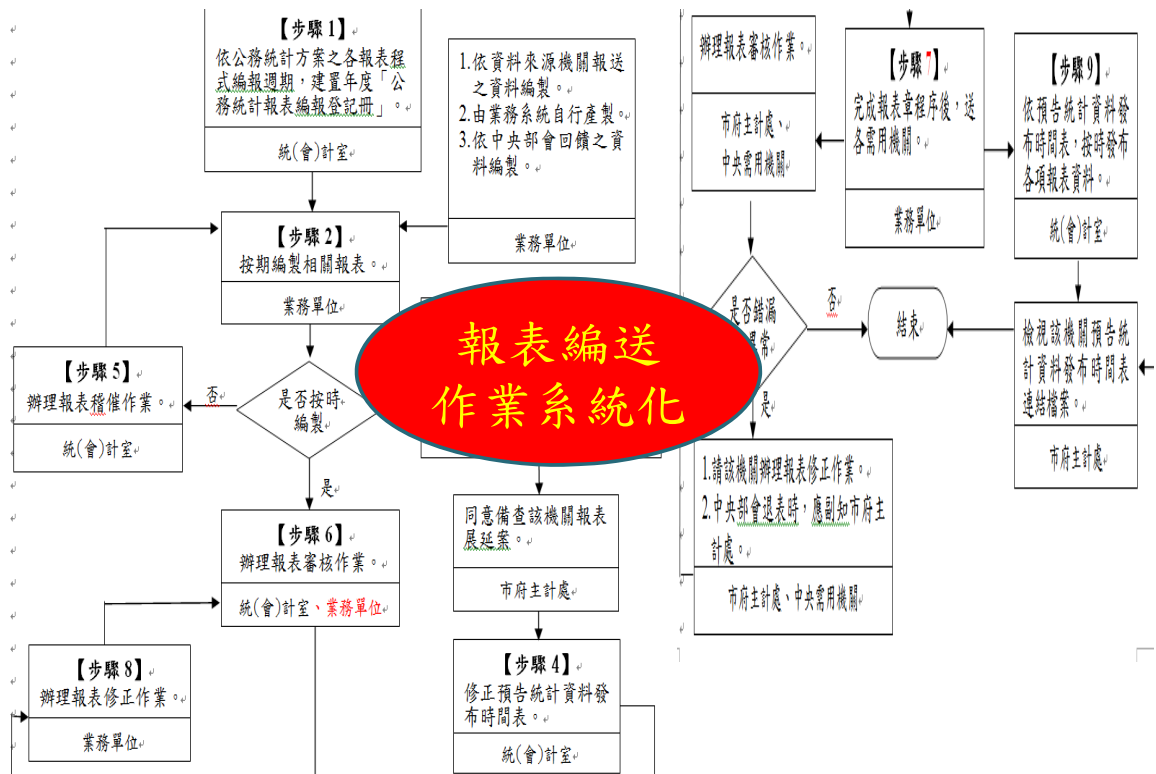 【步驟1】
依公務統計方案之各報表程
式編報週期，建置年度「公
務統計報表編報登記冊」。
統(會)計室
1.依資料來源機關報送
之資料編製。
2.由業務系統自行產製。
3.依中央部會回饋之資
料編製。
業務單位
【步驟2】
按期編製相關報表。
業務單位
【步驟5】
辦理報表稽催作業。
統(會)計室
否
是否按時
編製
是
報表編送
作業系統化
【步驟6】
辦理報表審核作業。
統(會)計室、業務單位
同意備查該機關報表
展延案。
市府主計處
【步驟8】
辦理報表修正作業。
業務單位
【步驟4】
修正預告統計資料發
布時間表。
統(會)計室
辦理報表審核作業。
市府主計處、
中央需用機關
【步驟7】
完成報表章程序後，送
各需用機關。
業務單位
【步驟9】
依預告統計資料發
布時間表，按時發布
各項報表資料。
統(會)計室
是否錯漏
異常
否
結束
是
檢視該機關預告統
計資料發布時間表
連結檔案。
市府主計處
1.請該機關辦理報表修正作業。
2.中央部會退表時，應副知市府主
計處。
市府主計處、中央需用機關